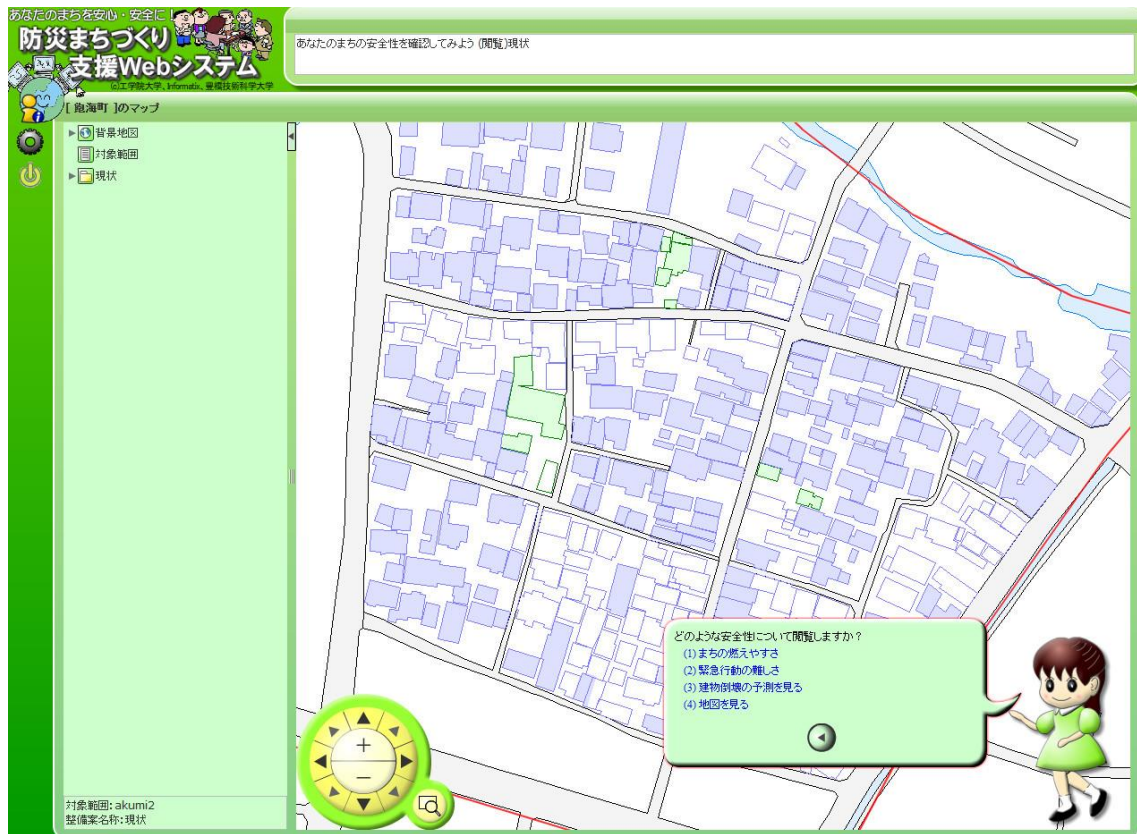 あなたのまちを安心・安全に!
防災まちづくり
支援Webシステム
(c)工学院大学、Informatix、豊橋技術科学大学
あなたのまちの安全性を確認してみよう (閲覧)現状
[ 飽海町 ]のマップ
背景地図
対象範囲
現状
どのような安全性について閲覧しますか?
(1) まちの燃えやすさ
(2) 緊急行動の難しさ
(3) 建物倒壊の予測を見る
(4) 地図を見る
対象範囲: akumi2
整備案名称:現状